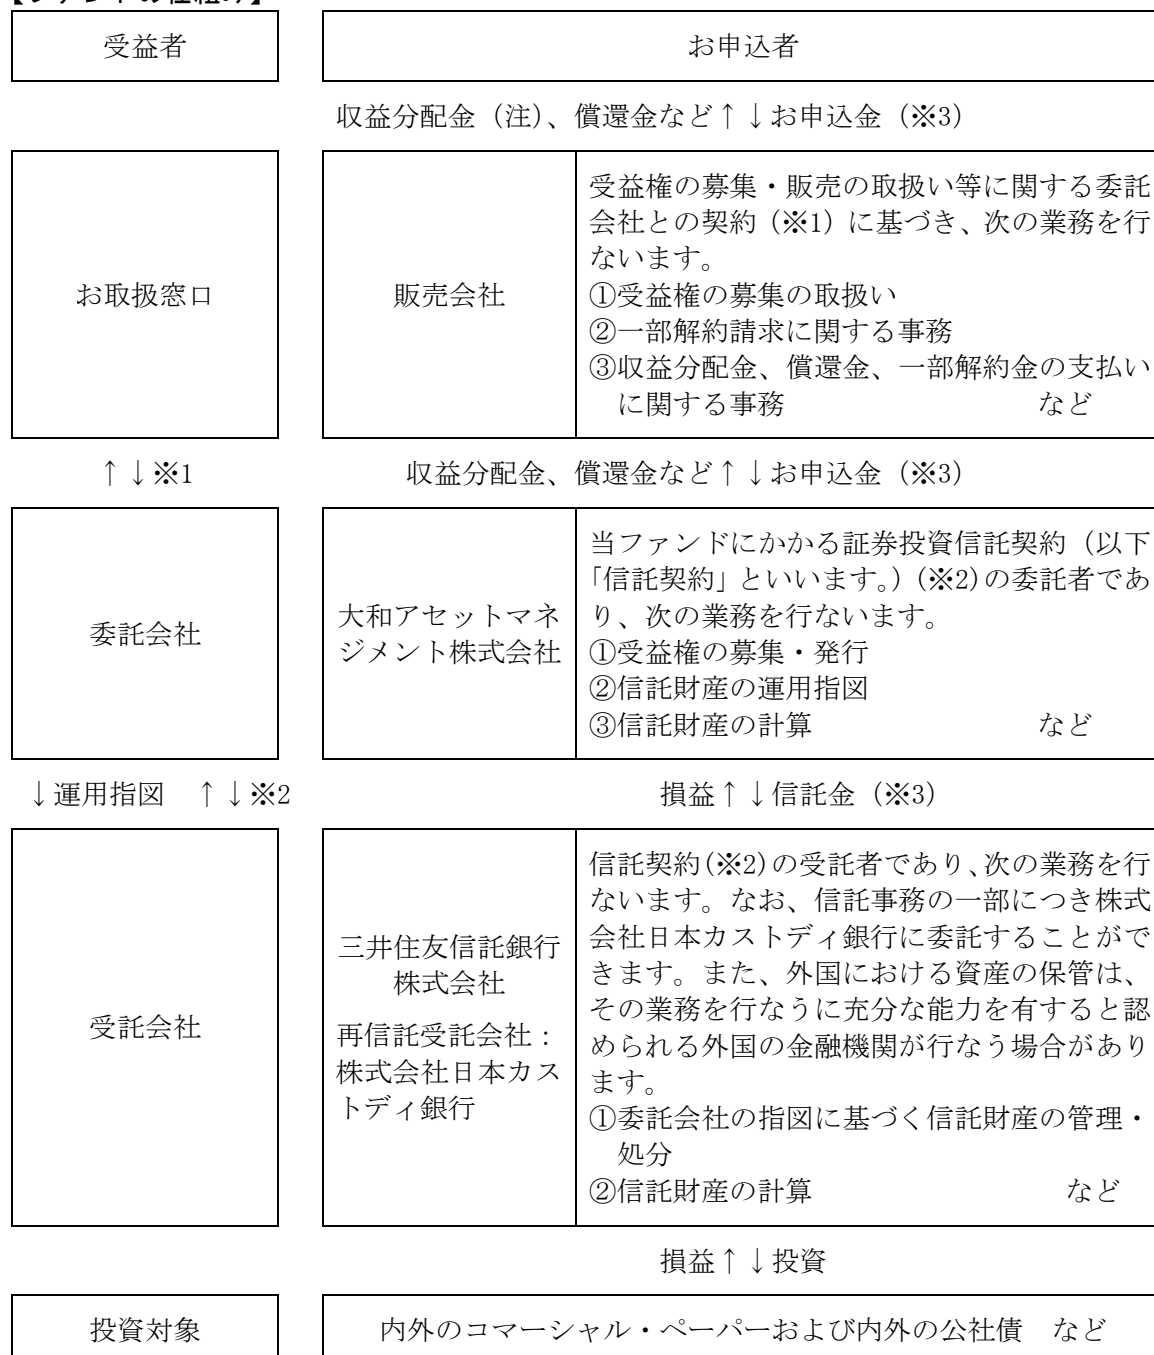 【ファンドの仕組み】
受益者
お申込者
収益分配金（注）、償還金など↑↓お申込金（※3）
お取扱窓口
販売会社
受益権の募集・販売の取扱い等に関する委託
会社との契約（※1）に基づき、次の業務を行
ないます。
①受益権の募集の取扱い
②一部解約請求に関する事務
③収益分配金、償還金、一部解約金の支払い
に関する事務　など
↑↓※1
収益分配金、償還金など↑↓お申込金（※3）
委託会社
大和アセットマネ
ジメント株式会社
当ファンドにかかる証券投資信託契約（以下
「信託契約」といいます。）（※2）の委託者であ
り、次の業務を行ないます。
①受益権の募集・発行
②信託財産の運用指図
③信託財産の計算　など
↓運用指図　↑↓※2
損益↑↓信託金（※3）
受託会社
三井住友信託銀行
株式会社
再信託受託会社：
株式会社日本カス
トディ銀行
信託契約（※2）の受託者であり、次の業務を行
ないます。なお、信託事務の一部につき株式
会社日本カストディ銀行に委託することがで
きます。また、外国における資産の保管は、
その業務を行なうに充分な能力を有すると認
められる外国の金融機関が行なう場合があり
ます。
①委託会社の指図に基づく信託財産の管理・
処分
②信託財産の計算　など
損益↑↓投資
投資対象
内外のコマーシャル・ペーパーおよび内外の公社債　など